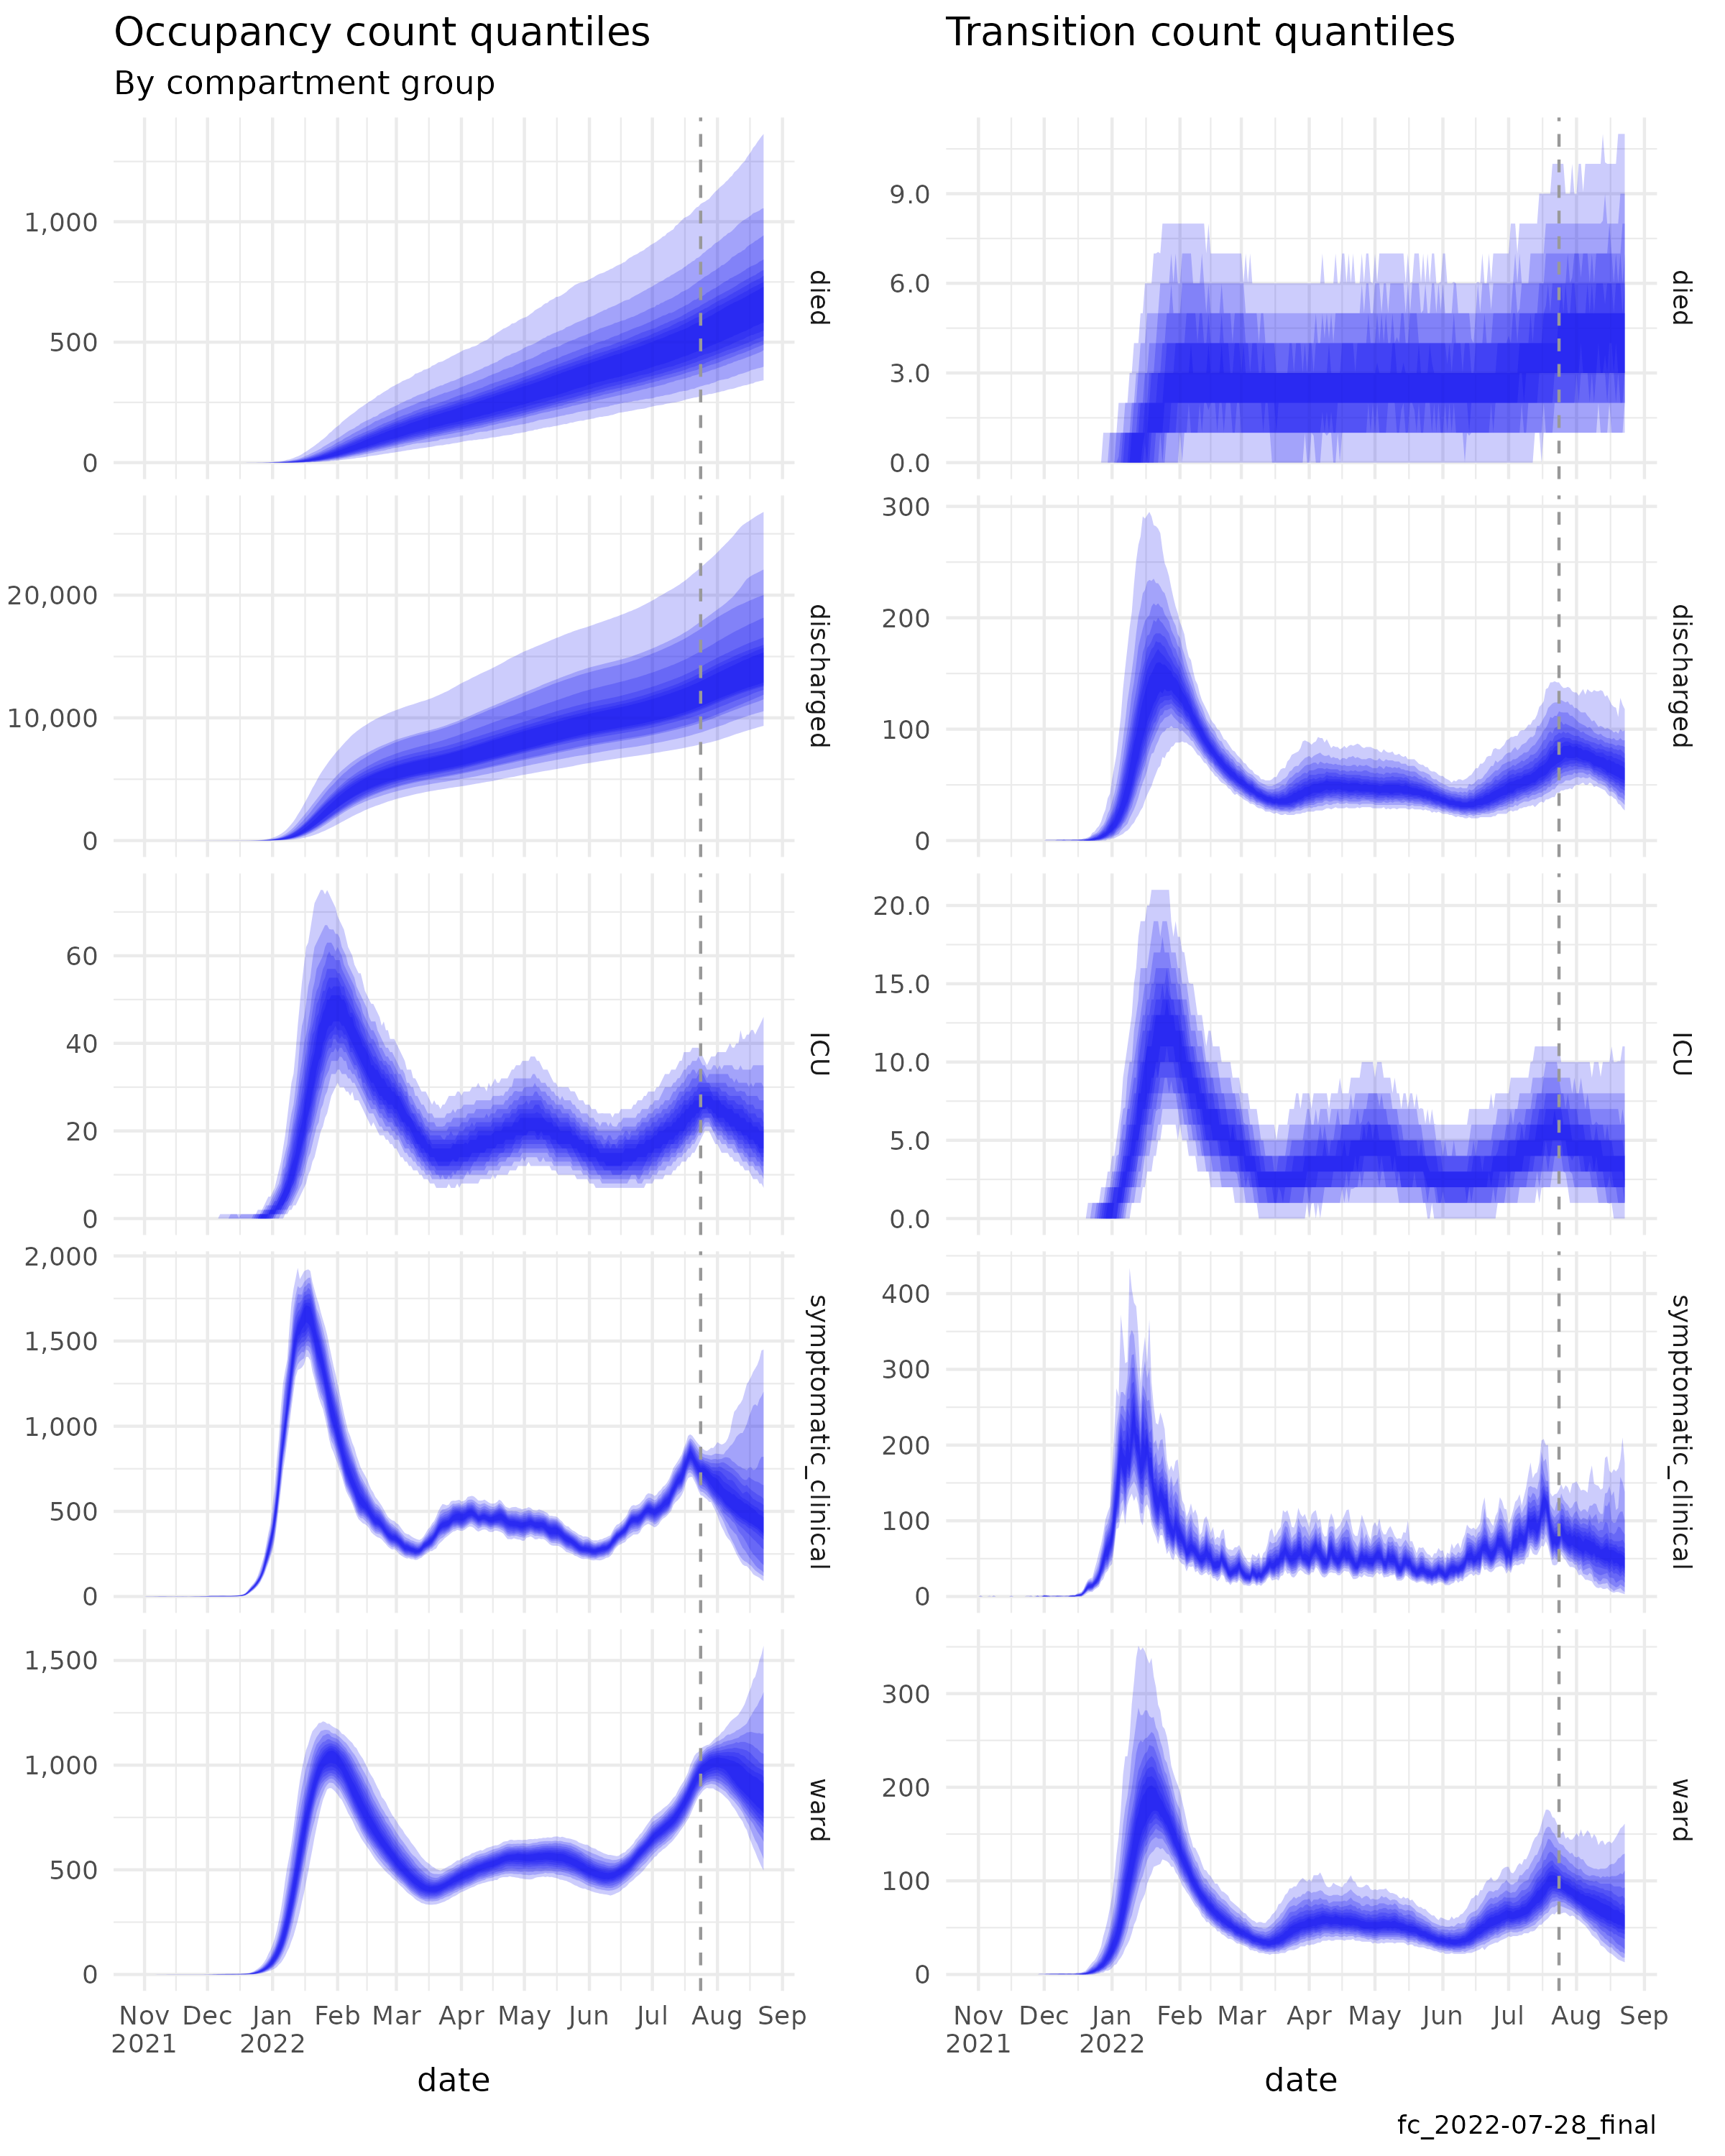 Occupancy count quantiles
By compartment group
1,000
500
0
died
20,000
10,000
0
discharged
60
40
20
0
ICU
2,000
1,500
1,000
500
0
symptomatic_clinical
1,500
1,000
500
0
ward
Nov Dec Jan Feb Mar Apr May Jun Jul Aug Sep
2021 2022
date
Transition count quantiles
9.0
6.0
3.0
0.0
died
300
200
100
0
discharged
20.0
15.0
10.0
5.0
0.0
ICU
400
300
200
100
0
symptomatic_clinical
300
200
100
0
ward
Nov Dec Jan Feb Mar Apr May Jun Jul Aug Sep
2021 2022
date
fc_2022-07-28_final